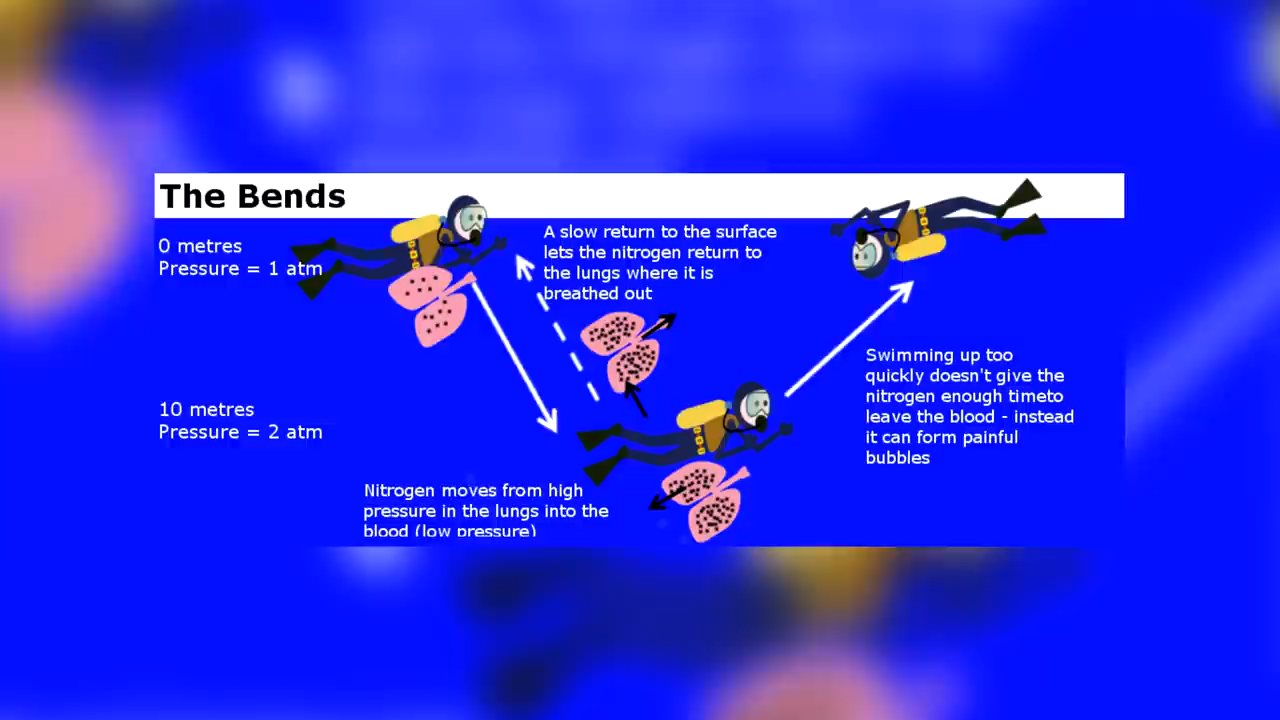 The Bends
0 metres
Pressure = 1 atm
A slow return to the surface
lets the nitrogen return to
the lungs where it is
breathed out
Swimming up too
quickly doesn't give the
nitrogen enough timeto
leave the blood - instead
it can form painful
bubbles
10 metres
Pressure = 2 atm
Nitrogen moves from high
pressure in the lungs into the
blood (low pressure)